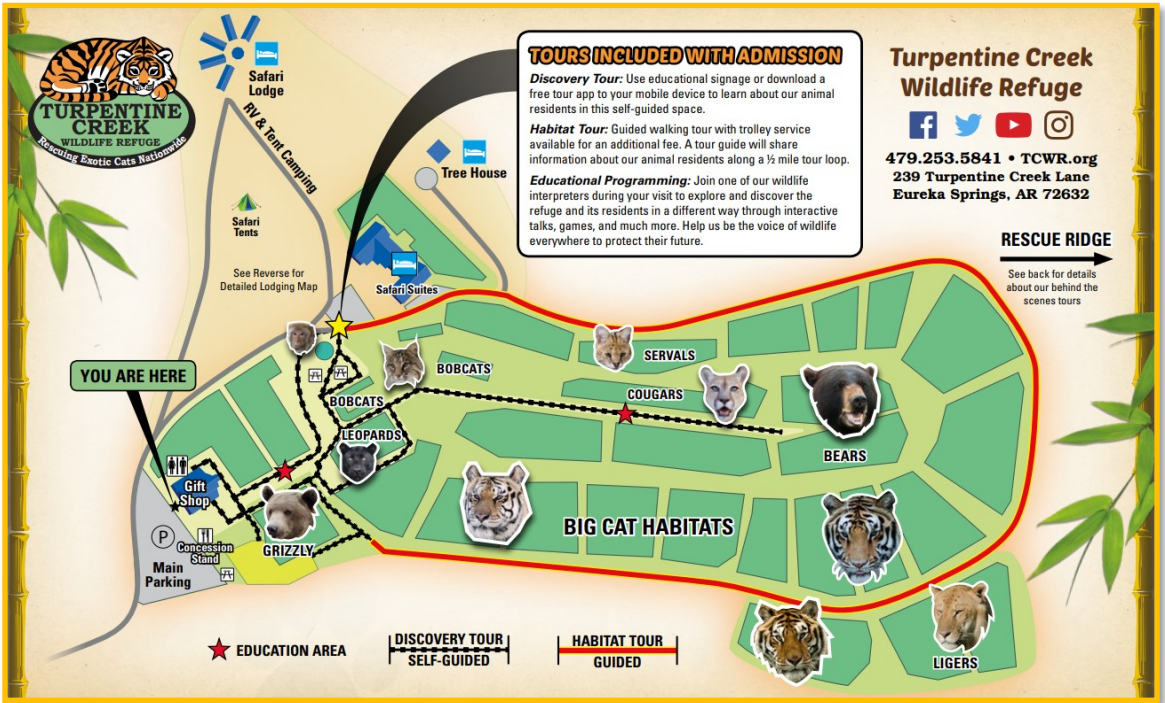 TURPENTINE
CREEK
WILDLIFE REFUGE
Rescuing Exotic Cats Nationwide
Safari
Lodge
RV & Tent Camping
Tree House
Safari
Tents
See Reverse for
Detailed Lodging Map
Safari Suites
TOURS INCLUDED WITH ADMISSION
Discovery Tour: Use educational signage or download a
free tour app to your mobile device to learn about our animal
residents in this self-guided space.
Habitat Tour: Guided walking tour with trolley service
available for an additional fee. A tour guide will share
information about our animal residents along a ½ mile tour loop.
Educational Programming: Join one of our wildlife
interpreters during your visit to explore and discover the
refuge and its residents in a different way through interactive
talks, games, and much more. Help us be the voice of wildlife
everywhere to protect their future.
Turpentine Creek
Wildlife Refuge
479.253.5841 • TCWR.org
239 Turpentine Creek Lane
Eureka Springs, AR 72632
RESCUE RIDGE
See back for details
about our behind the
scenes tours
YOU ARE HERE
BOBCATS
SERVALS
COUGARS
BOBCATS
LEOPARDS
BEARS
Gift
Shop
BIG CAT HABITATS
GRIZZLY
P
Concession
Stand
Main
Parking
LIGERS
EDUCATION AREA
DISCOVERY TOUR
SELF-GUIDED
HABITAT TOUR
GUIDED